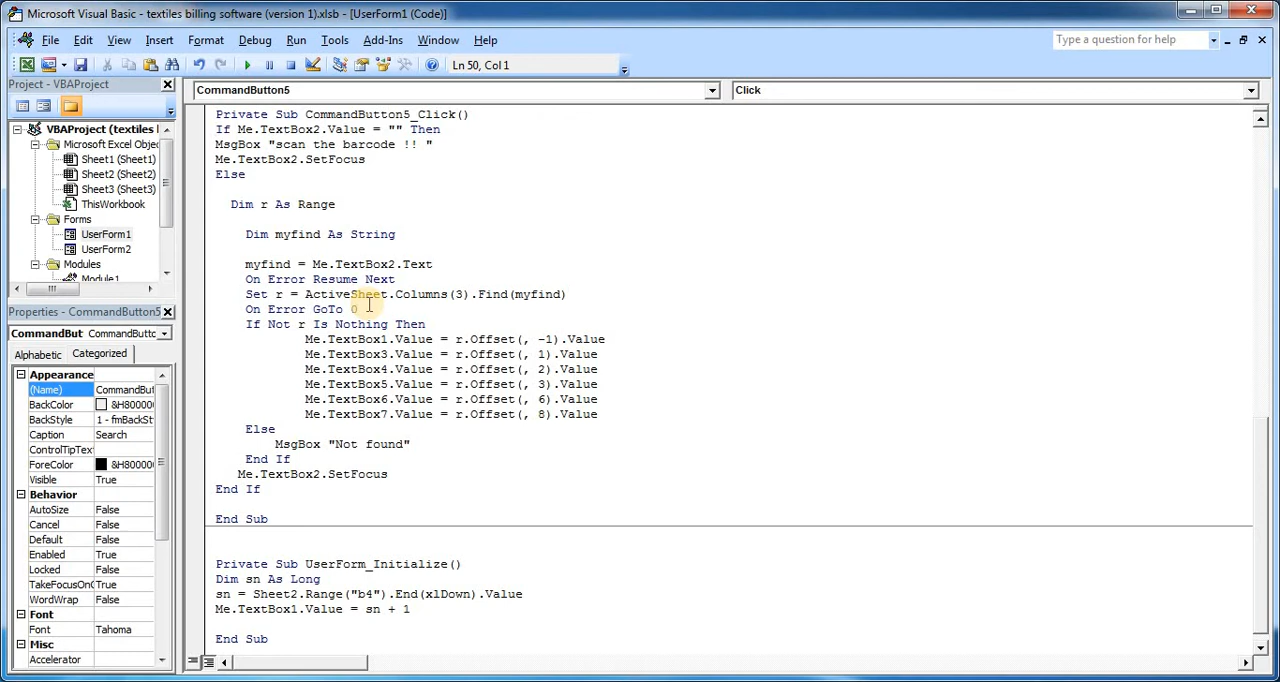 Microsoft Visual Basic - textiles billing software (version 1).xlsb - [UserForm1 (Code)]
File Edit View Insert Format Debug Run Tools Add-Ins Window Help
Type a question for help
Ln 50, Col 1
Project - VBAProject
VBAProject (textiles
Microsoft Excel Objec
Sheet1 (Sheet1)
Sheet2 (Sheet2)
Sheet3 (Sheet3)
ThisWorkbook
Forms
UserForm1
UserForm2
Modules
Module1
Properties - CommandButton5
CommandBut CommandButto
Alphabetic Categorized
Appearance
(Name) CommandBut
BackColor &H800000
BackStyle 1 - fmBackSt
Caption Search
ControlTipText
ForeColor &H800000
Visible True
Behavior
AutoSize False
Cancel False
Default False
Enabled True
Locked False
TakeFocusOnC True
WordWrap False
Font
Font Tahoma
Misc
Accelerator
CommandButton5
Click
Private Sub CommandButton5_Click()
If Me.TextBox2.Value = "" Then
MsgBox "scan the barcode !! "
Me.TextBox2.SetFocus
Else
Dim r As Range
Dim myfind As String
myfind = Me.TextBox2.Text
On Error Resume Next
Set r = ActiveSheet.Columns(3).Find(myfind)
On Error GoTo 0
If Not r Is Nothing Then
Me.TextBox1.Value = r.Offset(, -1).Value
Me.TextBox3.Value = r.Offset(, 1).Value
Me.TextBox4.Value = r.Offset(, 2).Value
Me.TextBox5.Value = r.Offset(, 3).Value
Me.TextBox6.Value = r.Offset(, 6).Value
Me.TextBox7.Value = r.Offset(, 8).Value
Else
MsgBox "Not found"
End If
Me.TextBox2.SetFocus
End If
End Sub
Private Sub UserForm_Initialize()
Dim sn As Long
sn = Sheet2.Range("b4").End(xlDown).Value
Me.TextBox1.Value = sn + 1
End Sub